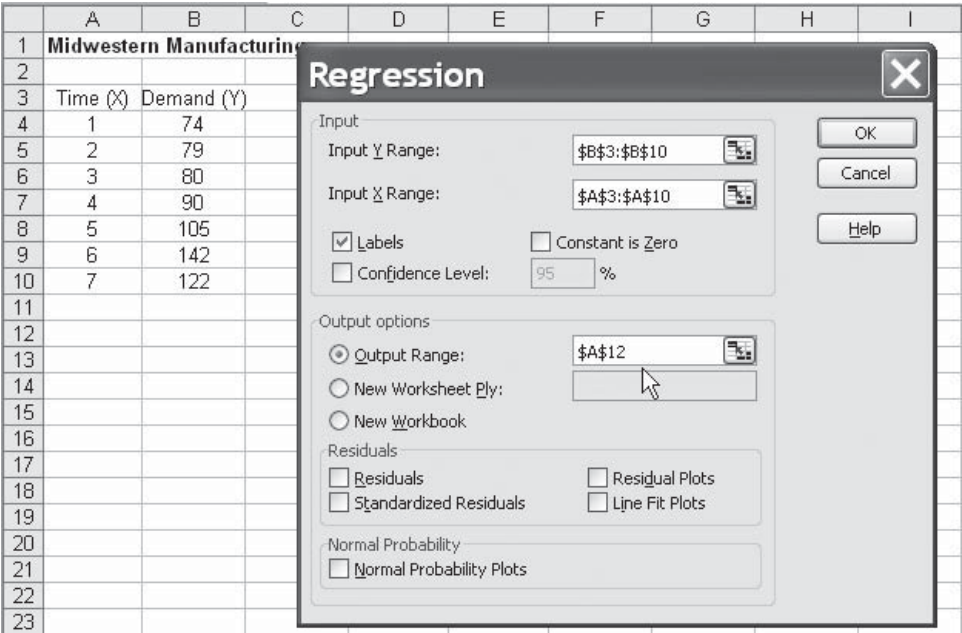 A B C D E F G H I
1 Midwestern Manufacturing
2
3 Time (X) Demand (Y)
4 1 74
5 2 79
6 3 80
7 4 90
8 5 105
9 6 142
10 7 122
11
12
13
14
15
16
17
18
19
20
21
22
23
Regression
Input
Input Y Range: $B$3:$B$10
Input X Range: $A$3:$A$10
Labels Constant is Zero
Confidence Level: 95 %
OK
Cancel
Help
Output options
Output Range: $A$12
New Worksheet Ply:
New Workbook
Residuals
Residuals Residual Plots
Standardized Residuals Line Fit Plots
Normal Probability
Normal Probability Plots